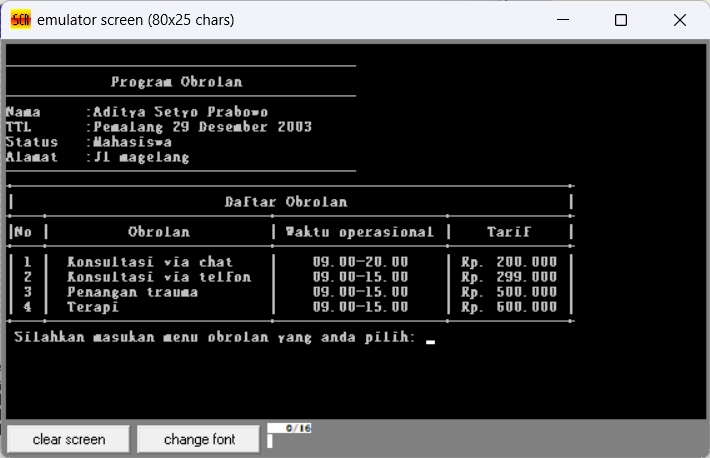 SCR emulator screen (80x25 chars)
Program Obrolan
Nama :Aditya Setyo Prabowo
TTL :Pemalang 29 Desember 2003
Status :Mahasiswa
Alamat :Jl magelang
Daftar Obrolan
No Obrolan Waktu operasional Tarif
1 Konsultasi via chat 09.00-20.00 Rp. 200.000
2 Konsultasi via telfon 09.00-15.00 Rp. 299.000
3 Penangan trauma 09.00-15.00 Rp. 500.000
4 Terapi 09.00-15.00 Rp. 600.000
Silahkan masukan menu obrolan yang anda pilih:
clear screen change font 0/16